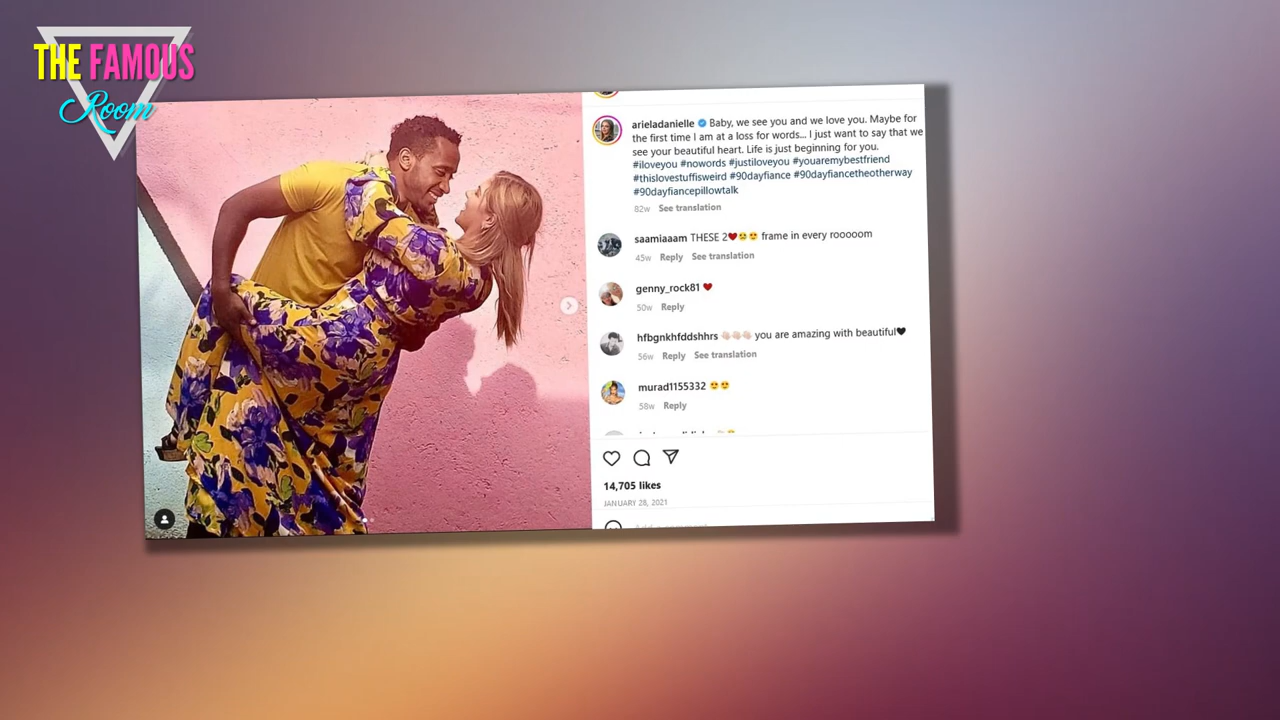 THE FAMOUS
Room
arieladanielle Baby, we see you and we love you. Maybe for
the first time I am at a loss for words... I just want to say that we
see your beautiful heart. Life is just beginning for you.
#iloveyou #nowords #justiloveyou #youaremybestfriend
#thislovestuffisweird #90dayfiance #90dayfiancetheotherway
#90dayfiancepillowtalk
82w See translation
saamiaaam THESE 2❤️😫😍 frame in every rooooom
45w Reply See translation
genny_rock81 ❤️
50w Reply
hfbgnkhfddshhrs 👏🏻👏🏻👏🏻 you are amazing with beautiful🖤
56w Reply See translation
murad1155332 😍😍
58w Reply
14,705 likes
JANUARY 28, 2021